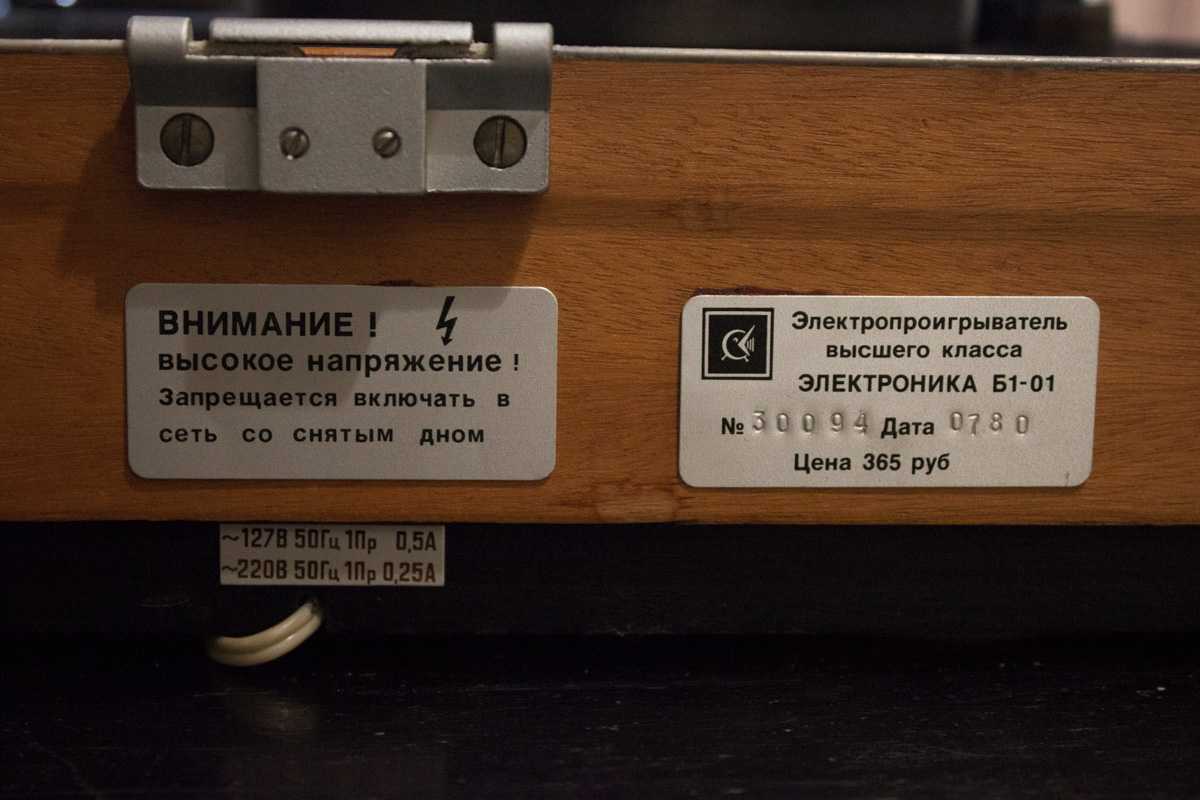 ВНИМАНИЕ !
высокое напряжение !
Запрещается включать в
сеть со снятым дном
Электропроигрыватель
высшего класса
ЭЛЕКТРОНИКА Б1-01
№ 30094 Дата 0780
Цена 365 руб
~127В 50Гц 1Пр 0,5А
~220В 50Гц 1Пр 0,25А